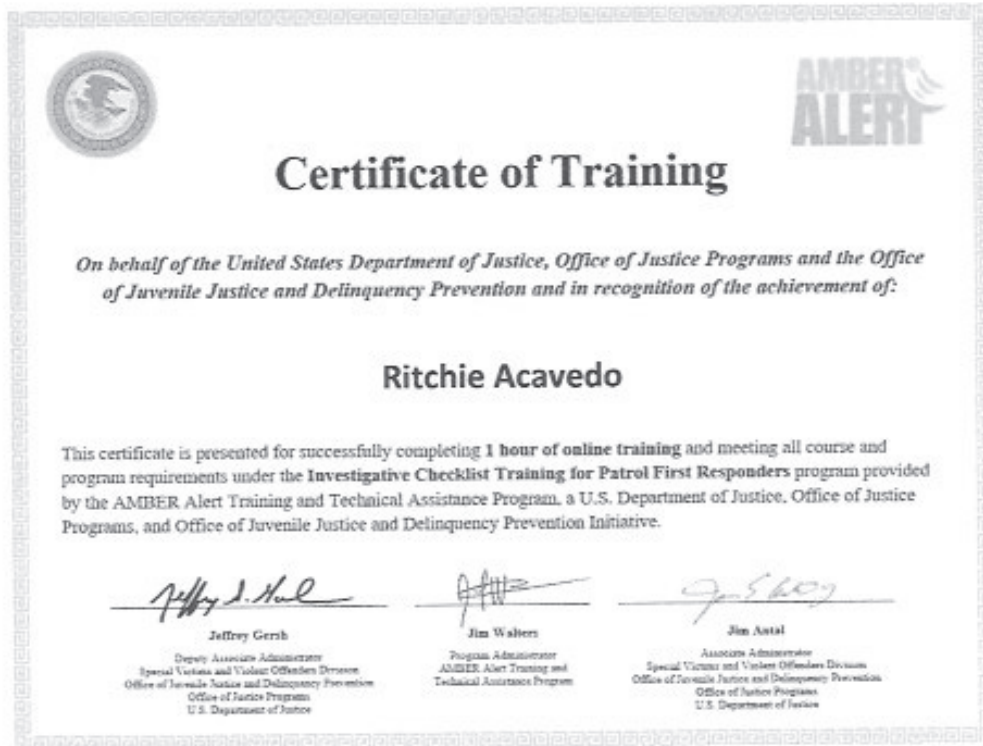 AMBER
ALERT
Certificate of Training
On behalf of the United States Department of Justice, Office of Justice Programs and the Office
of Juvenile Justice and Delinquency Prevention and in recognition of the achievement of:
Ritchie Acavedo
This certificate is presented for successfully completing 1 hour of online training and meeting all course and
program requirements under the Investigative Checklist Training for Patrol First Responders program provided
by the AMBER Alert Training and Technical Assistance Program, a U.S. Department of Justice, Office of Justice
Programs, and Office of Juvenile Justice and Delinquency Prevention Initiative.
Jeffrey Gersh
Deputy Associate Administrator
Special Victims and Violent Offenders Division
Office of Juvenile Justice and Delinquency Prevention
Office of Justice Programs
U.S. Department of Justice
Jim Walters
Program Administrator
AMBER Alert Training and
Technical Assistance Program
Jim Antal
Associate Administrator
Special Victims and Violent Offenders Division
Office of Juvenile Justice and Delinquency Prevention
Office of Justice Programs
U.S. Department of Justice